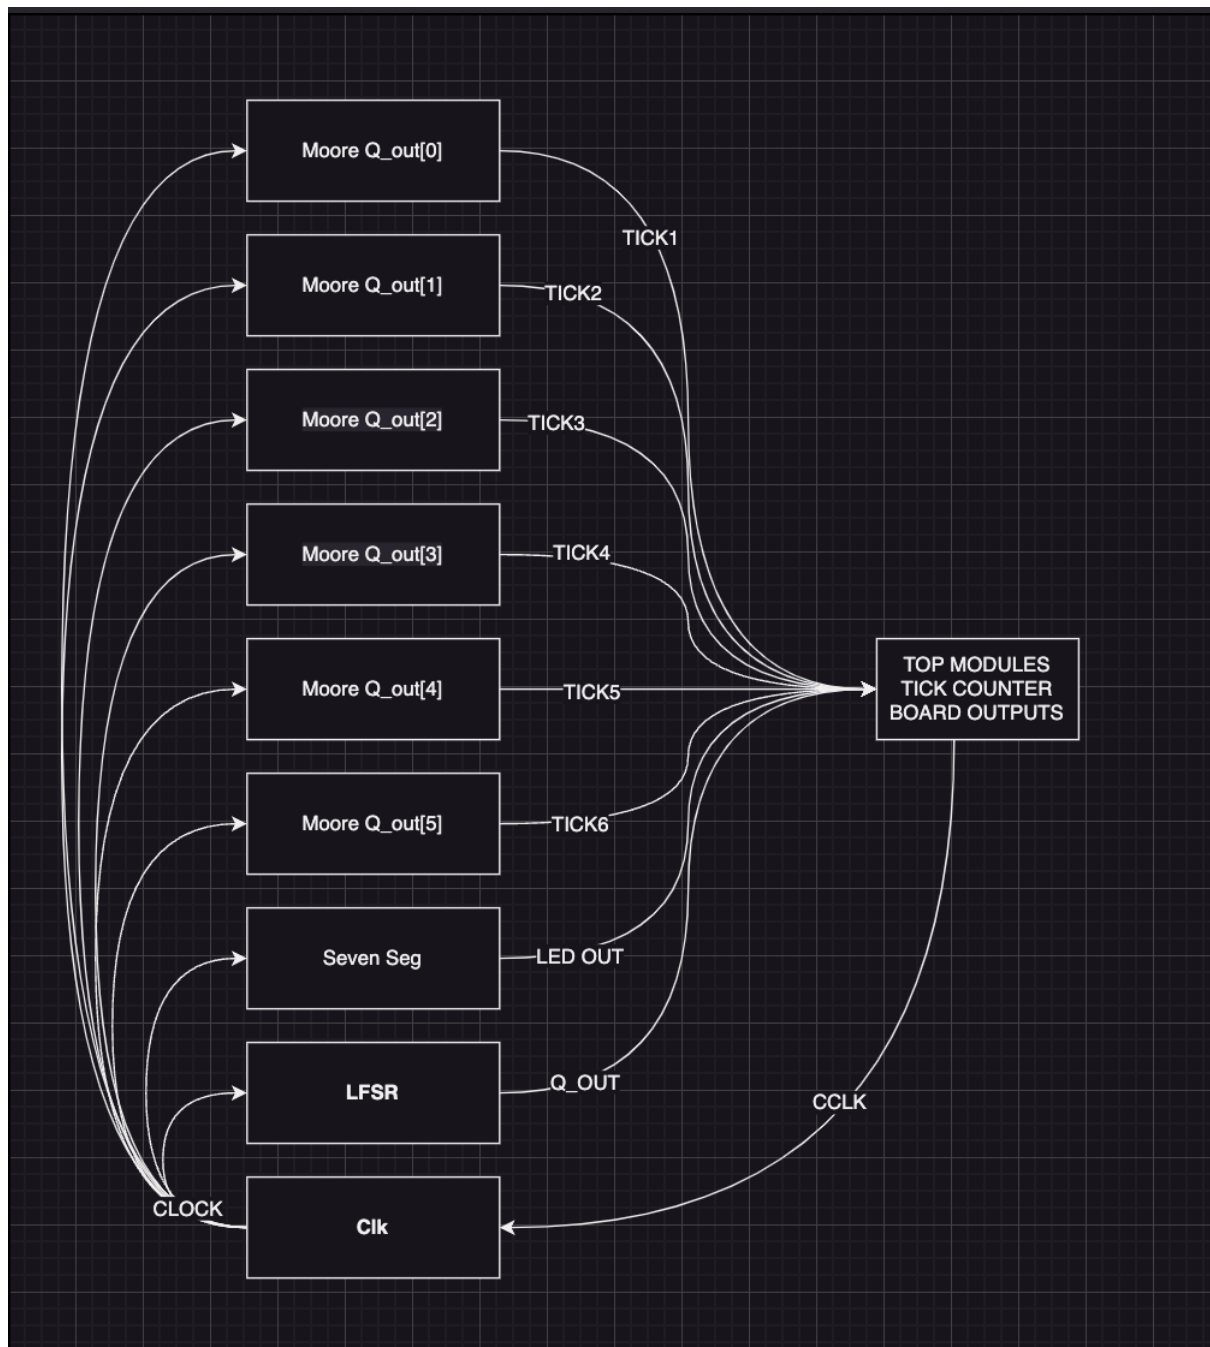 Moore Q_out[0]
TICK1
Moore Q_out[1]
TICK2
Moore Q_out[2]
TICK3
Moore Q_out[3]
TICK4
Moore Q_out[4]
TICK5
TOP MODULES
TICK COUNTER
BOARD OUTPUTS
Moore Q_out[5]
TICK6
Seven Seg
LED OUT
LFSR
Q_OUT
CCLK
CLOCK
Clk